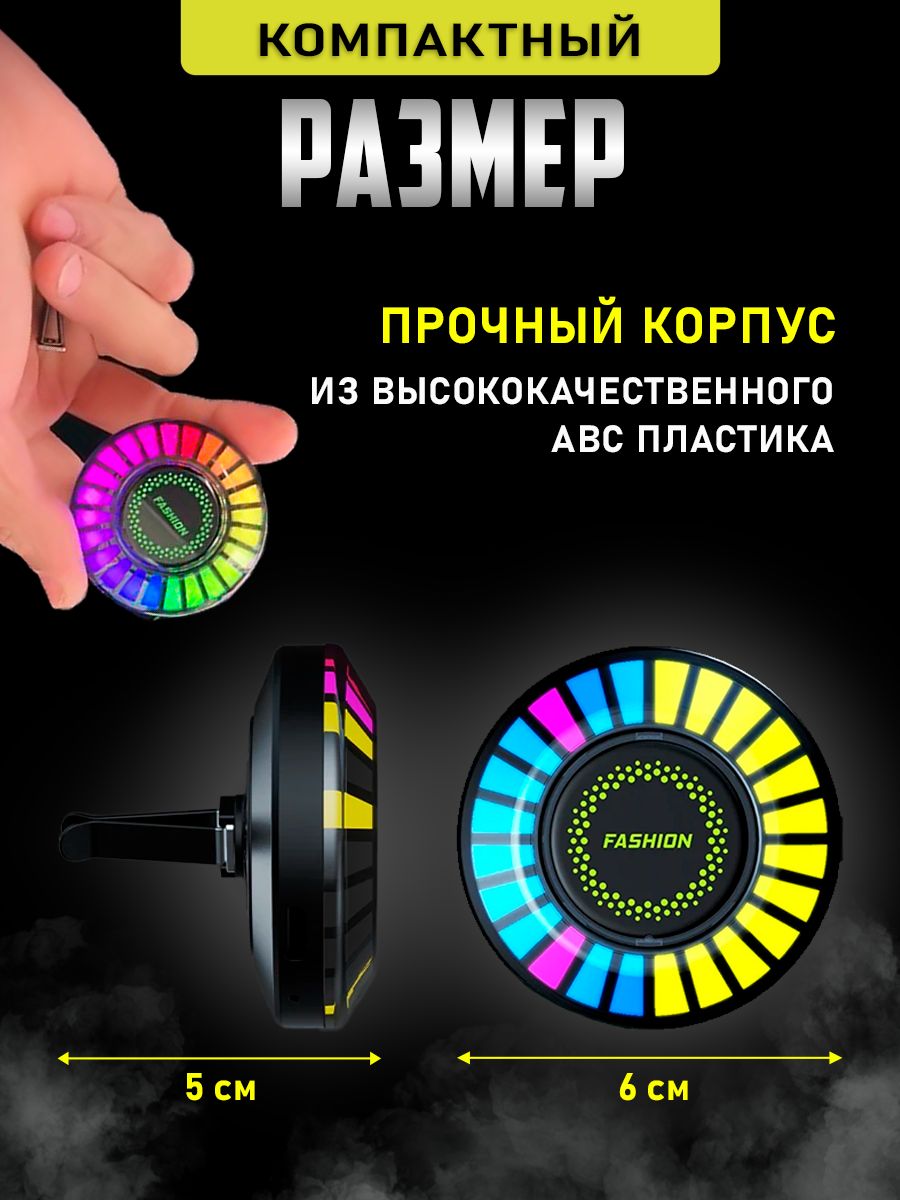 КОМПАКТНЫЙ
РАЗМЕР
ПРОЧНЫЙ КОРПУС
ИЗ ВЫСОКОКАЧЕСТВЕННОГО
АВС ПЛАСТИКА
FASHION
FASHION
5 см
6 см